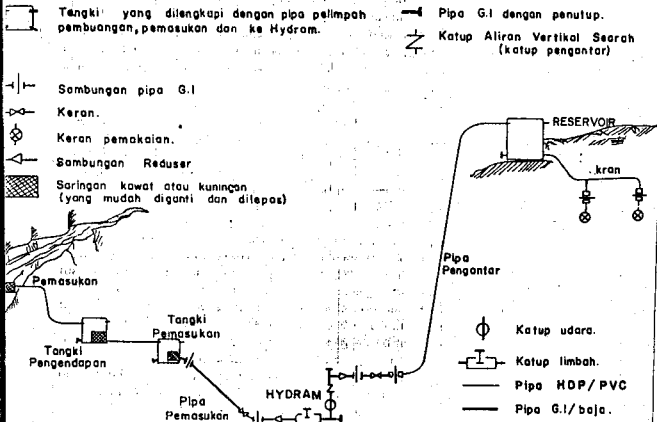 Tangki yang dilengkapi dengan pipa pelimpah
pembuangan, pemasukan dan ke Hydram.
Pipa G.I dengan penutup.
Katup Aliran Vertikal Searah
(katup pengantar)
Sambungan pipa G.I
Keran.
Keran pemakaian.
Sambungan Reduser
Saringan kawat atau kuningan
(yang mudah diganti dan dilepas)
RESERVOIR
kran
Pemasukan
Pipa
Pengantar
Tangki
Pengendapan
Tangki
Pemasukan
Pipa
Pemasukan
HYDRAM
Katup udara.
Katup limbah.
Pipa HDP/PVC
Pipa G.I/baja.